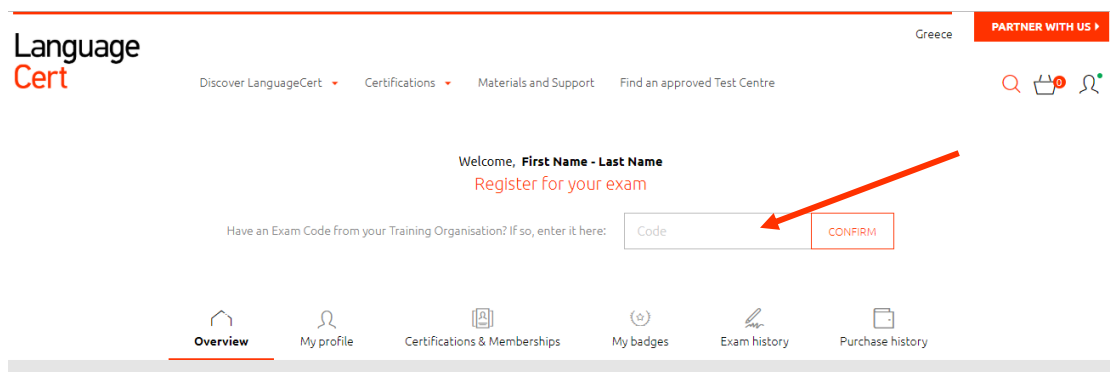 Greece
PARTNER WITH US
Language
Cert
Discover LanguageCert Certifications Materials and Support Find an approved Test Centre
0
Welcome, First Name - Last Name
Register for your exam
Have an Exam Code from your Training Organisation? If so, enter it here: Code CONFIRM
Overview My profile Certifications & Memberships My badges Exam history Purchase history